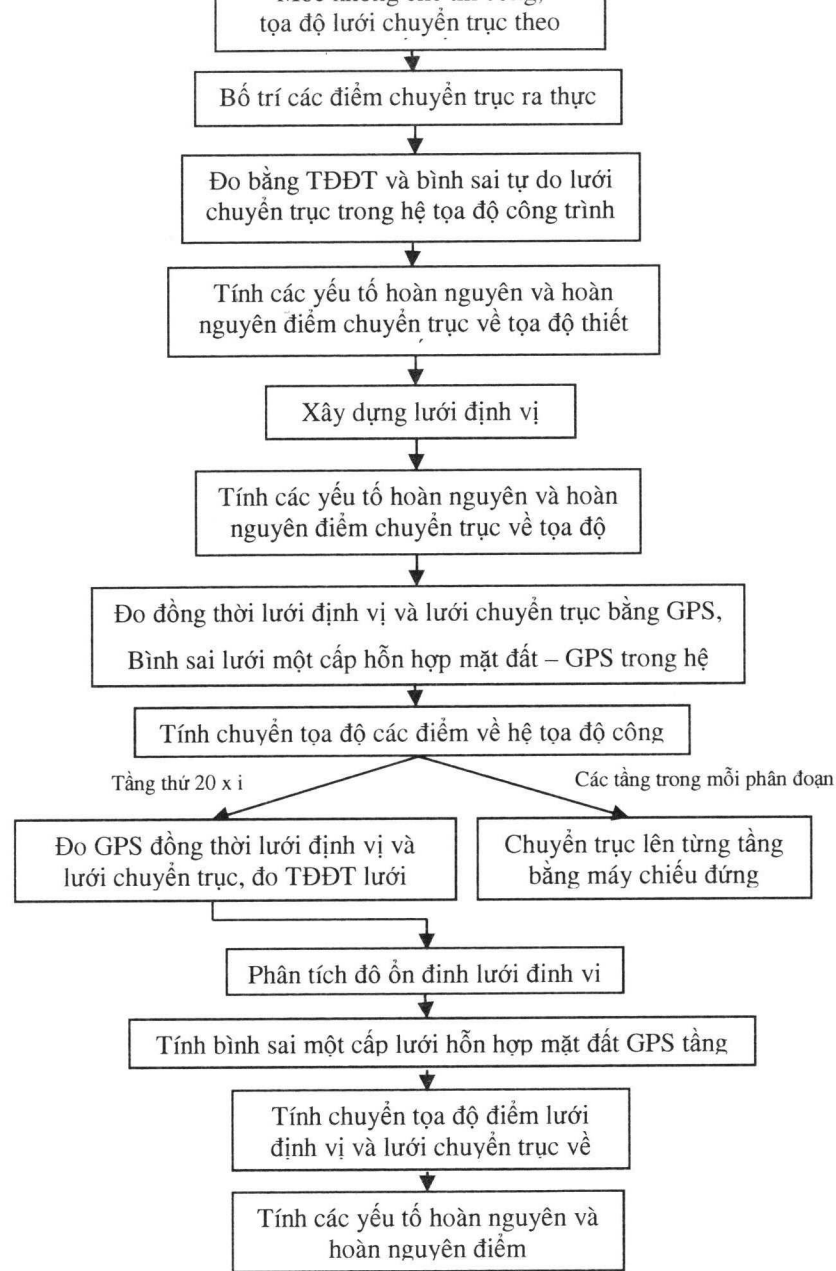 tọa độ lưới chuyển trục theo
Bố trí các điểm chuyển trục ra thực
Đo bằng TĐĐT và bình sai tự do lưới
chuyển trục trong hệ tọa độ công trình
Tính các yếu tố hoàn nguyên và hoàn
nguyên điểm chuyển trục về tọa độ thiết
Xây dựng lưới định vị
Tính các yếu tố hoàn nguyên và hoàn
nguyên điểm chuyển trục về tọa độ
Đo đồng thời lưới định vị và lưới chuyển trục bằng GPS,
Bình sai lưới một cấp hỗn hợp mặt đất – GPS trong hệ
Tính chuyển tọa độ các điểm về hệ tọa độ công
Tầng thứ 20 x i
Các tầng trong mỗi phân đoạn
Đo GPS đồng thời lưới định vị và
lưới chuyển trục, đo TĐĐT lưới
Chuyển trục lên từng tầng
bằng máy chiếu đứng
Phân tích đô ổn đinh lưới đinh vi
Tính bình sai một cấp lưới hỗn hợp mặt đất GPS tầng
Tính chuyển tọa độ điểm lưới
định vị và lưới chuyển trục về
Tính các yếu tố hoàn nguyên và
hoàn nguyên điểm